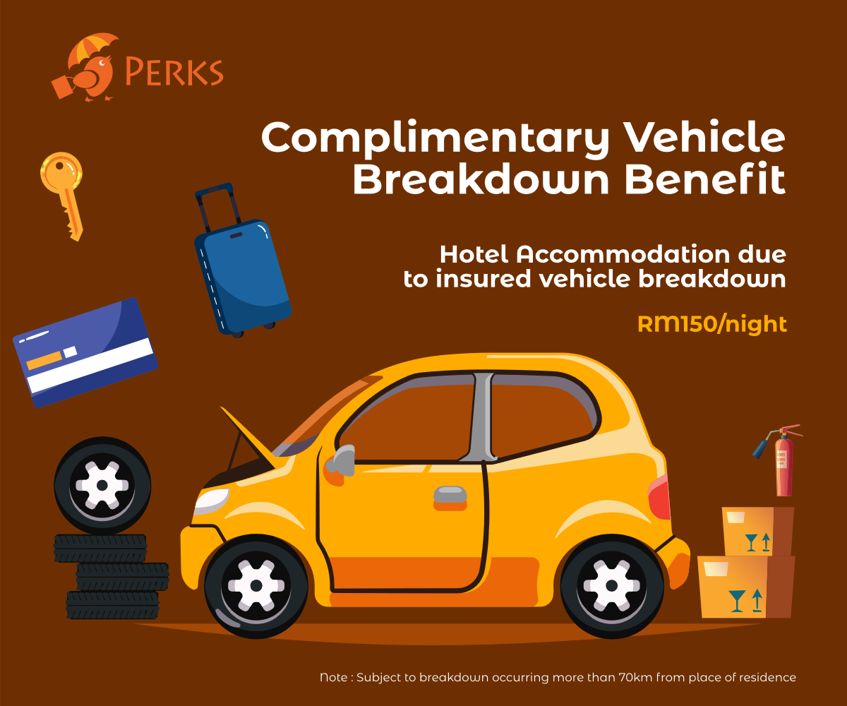 PERKS
Complimentary Vehicle
Breakdown Benefit
Hotel Accommodation due
to insured vehicle breakdown
RM150/night
Note : Subject to breakdown occurring more than 70km from place of residence